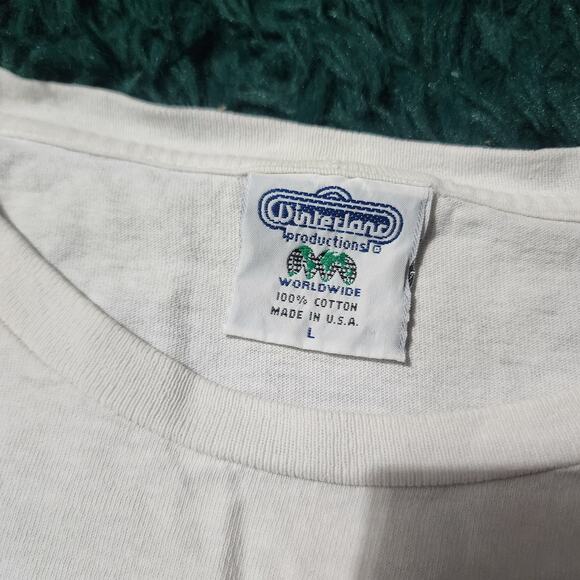 Winterland
productions®
WORLDWIDE
100% COTTON
MADE IN U.S.A.
L